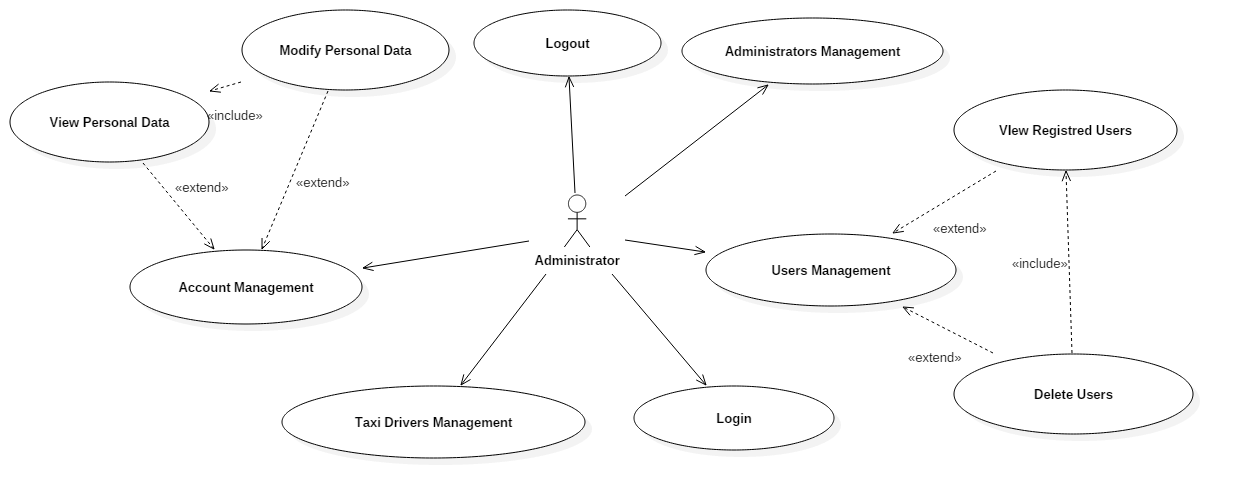 Modify Personal Data
Logout
Administrators Management
View Personal Data
«include»
VIew Registred Users
«extend»
«extend»
«extend»
Administrator
«include»
Users Management
Account Management
«extend»
Delete Users
Taxi Drivers Management
Login